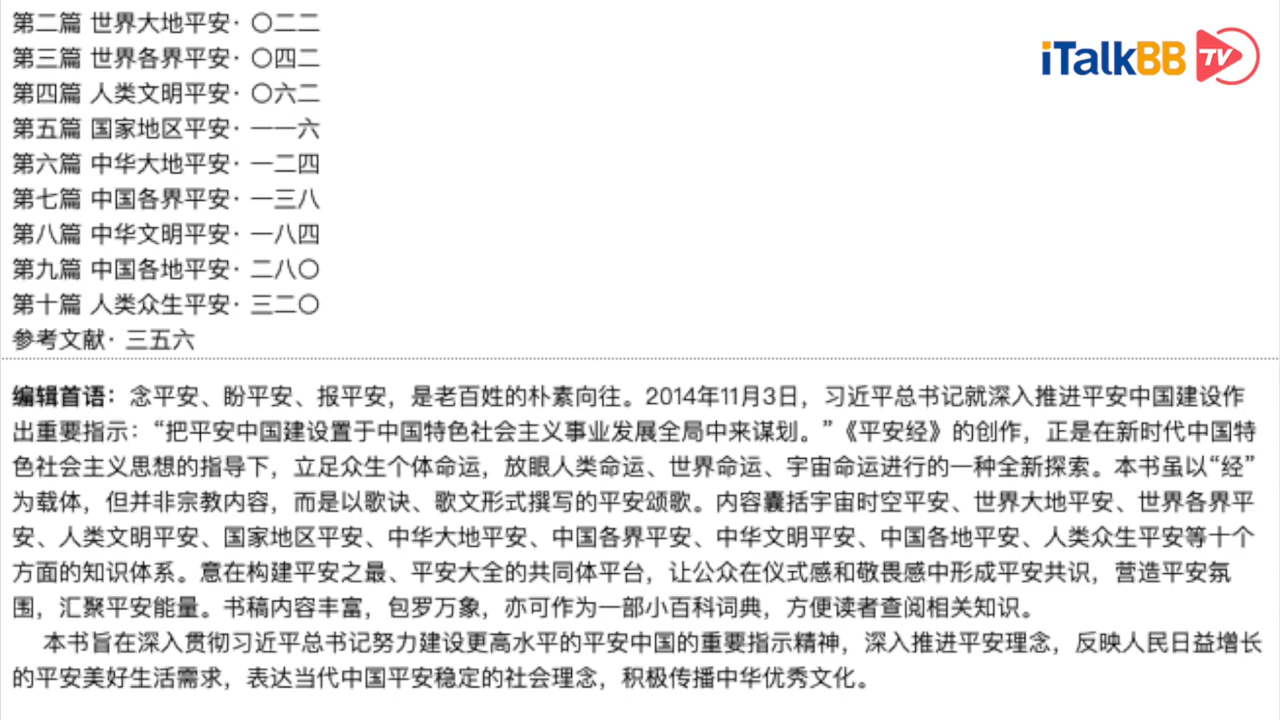 第二篇 世界大地平安·〇二二
第三篇 世界各界平安·〇四二
第四篇 人类文明平安·〇六二
第五篇 国家地区平安·一一六
第六篇 中华大地平安·一二四
第七篇 中国各界平安·一三八
第八篇 中华文明平安·一八四
第九篇 中国各地平安·二八〇
第十篇 人类众生平安·三二〇
参考文献·三五六
iTalkBB TV
编辑首语：念平安、盼平安、报平安，是老百姓的朴素向往。2014年11月3日，习近平总书记就深入推进平安中国建设作
出重要指示：“把平安中国建设置于中国特色社会主义事业发展全局中来谋划。”《平安经》的创作，正是在新时代中国特
色社会主义思想的指导下，立足众生个体命运，放眼人类命运、世界命运、宇宙命运进行的一种全新探索。本书虽以“经”
为载体，但并非宗教内容，而是以歌诀、歌文形式撰写的平安颂歌。内容囊括宇宙时空平安、世界大地平安、世界各界平
安、人类文明平安、国家地区平安、中华大地平安、中国各界平安、中华文明平安、中国各地平安、人类众生平安等十个
方面的知识体系。意在构建平安之最、平安大全的共同体平台，让公众在仪式感和敬畏感中形成平安共识，营造平安氛
围，汇聚平安能量。书稿内容丰富，包罗万象，亦可作为一部小百科词典，方便读者查阅相关知识。
本书旨在深入贯彻习近平总书记努力建设更高水平的平安中国的重要指示精神，深入推进平安理念，反映人民日益增长
的平安美好生活需求，表达当代中国平安稳定的社会理念，积极传播中华优秀文化。